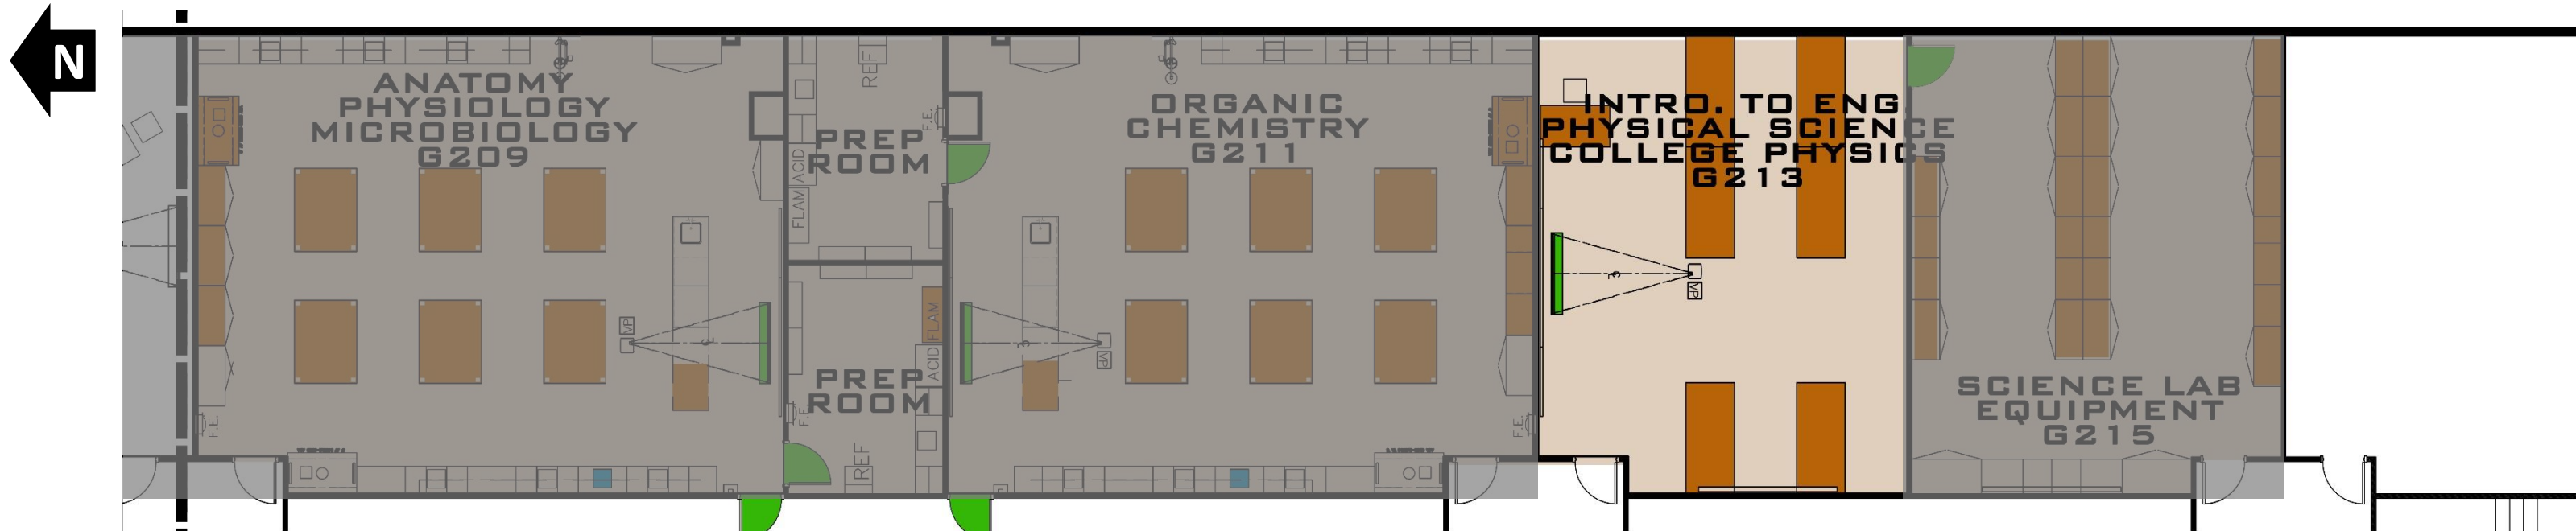 N
ANATOMY
PHYSIOLOGY
MICROBIOLOGY
G209
REF
F.E.
PREP
ROOM
ACID
FLAM
ORGANIC
CHEMISTRY
G211
INTRO. TO ENG.
PHYSICAL SCIENCE
COLLEGE PHYSICS
G213
MP
MP
MP
FLAM
ACID
PREP
ROOM
F.E.
F.E.
REF
F.E.
SCIENCE LAB
EQUIPMENT
G215